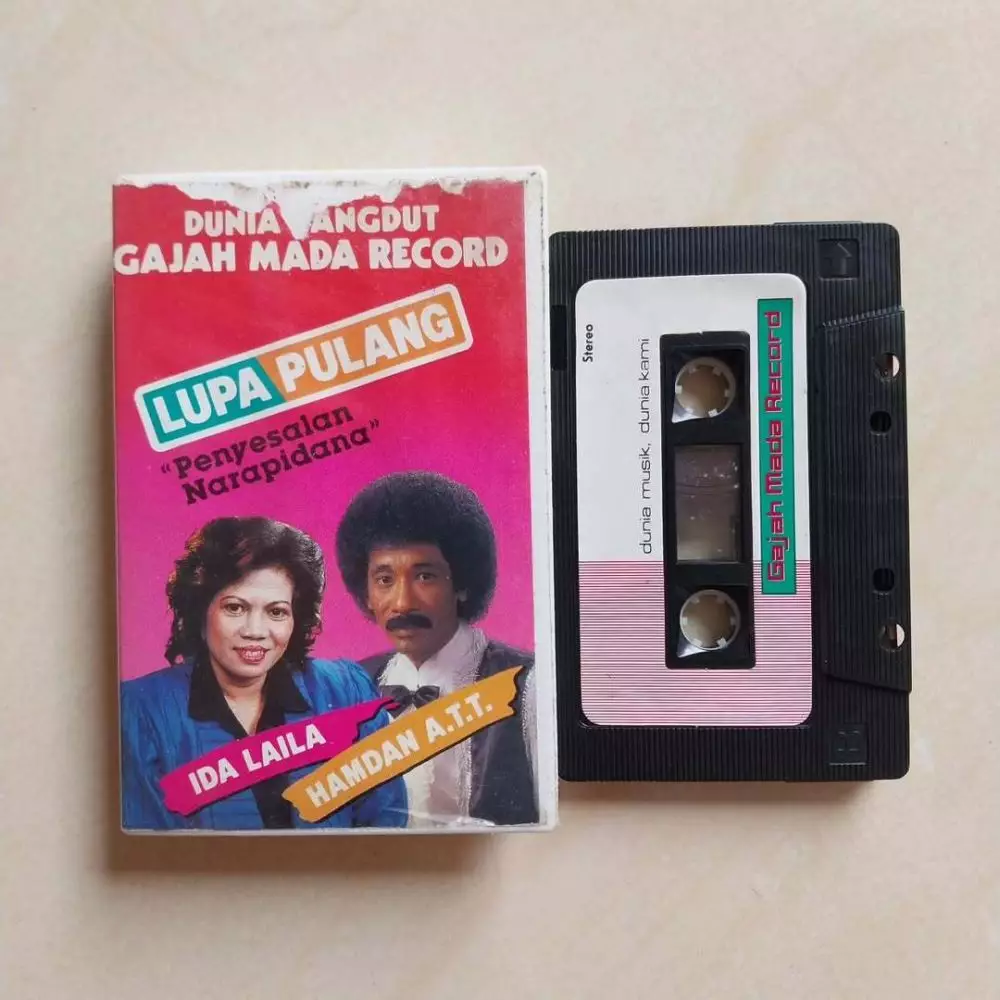 DUNIA ANGDUT
GAJAH MADA RECORD
LUPA PULANG
“Penyesalan
Narapidana”
IDA LAILA
HAMDAN A.T.T.
Stereo
dunia musik, dunia kami
Gajah Mada Record